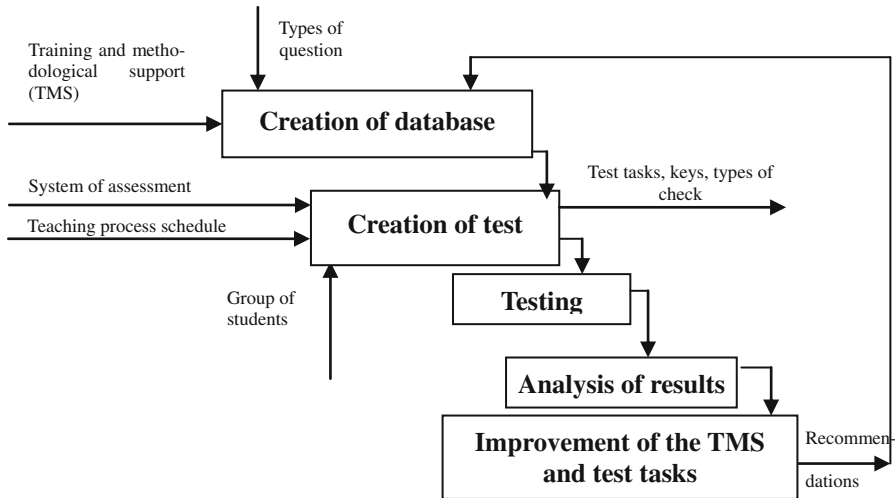 Types of
question
Training and metho-
dological support
(TMS)
Creation of database
Test tasks, keys, types of
check
System of assessment
Teaching process schedule
Creation of test
Group of
students
Testing
Analysis of results
Improvement of the TMS
and test tasks
Recommen-
dations